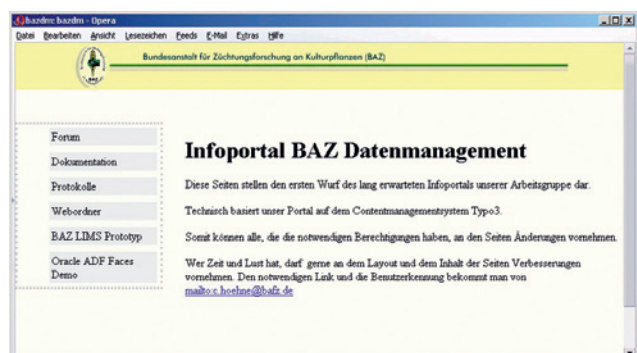 bazdm: bazdm - Opera
Datei Bearbeiten Ansicht Lesezeichen Feeds E-Mail Extras Hilfe
Bundesanstalt für Züchtungsforschung an Kulturpflanzen (BAZ)
BAZ
Forum
Dokumentation
Protokolle
Webordner
BAZ LIMS Prototyp
Oracle ADF Faces
Demo
Infoportal BAZ Datenmanagement
Diese Seiten stellen den ersten Wurf des lang erwarteten Infoportals unserer Arbeitsgruppe dar.
Technisch basiert unser Portal auf dem Contentmanagementsystem Typo3.
Somit können alle, die die notwendigen Berechtigungen haben, an den Seiten Änderungen vornehmen.
Wer Zeit und Lust hat, darf gerne an dem Layout und dem Inhalt der Seiten Verbesserungen
vornehmen. Den notwendigen Link und die Benutzerkennung bekommt man von
mailto:c.hoehne@bafz.de